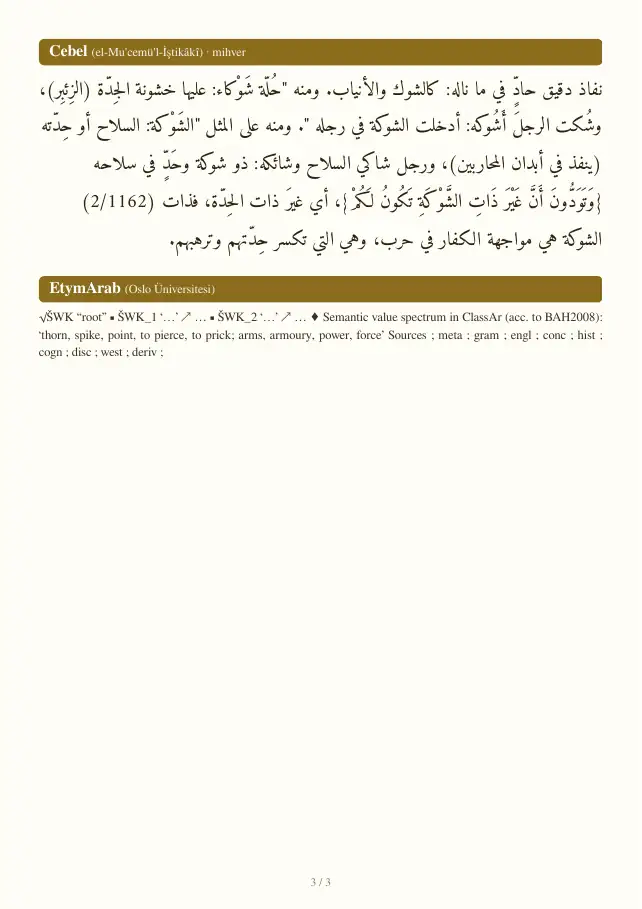 Cebel (el-Mu'cemü'l-İştikâkî) · mihver
نفاذ دقيق حادّ في ما ناله: كالشوك والأنياب. ومنه "حُلّة شَوْكاء: عليها خشونة الجِدّة (الزِئبِر)،
وشُكت الرجلَ أَشُوكه: أدخلت الشوكة في رجله ". ومنه على المثل "الشَوْكة: السلاح أو حِدّته
(ينفذ في أبدان المحاربين)، ورجل شاكي السلاح وشائكه: ذو شوكة وحَدٍّ في سلاحه
{وَتَوَدُّونَ أَنَّ غَيْرَ ذَاتِ الشَّوْكَةِ تَكُونُ لَكُمْ}، أي غيرَ ذات الحِدّة، فذات (2/1162)
الشوكة هي مواجهة الكفار في حرب، وهي التي تكسر حِدّتهم وترهبهم.
EtymArab (Oslo Üniversitesi)
√ŠWK “root” ▪ ŠWK_1 ‘…’ ↗ … ▪ ŠWK_2 ‘…’ ↗ … ♦ Semantic value spectrum in ClassAr (acc. to BAH2008):
‘thorn, spike, point, to pierce, to prick; arms, armoury, power, force’ Sources ; meta ; gram ; engl ; conc ; hist ;
cogn ; disc ; west ; deriv ;
3 / 3